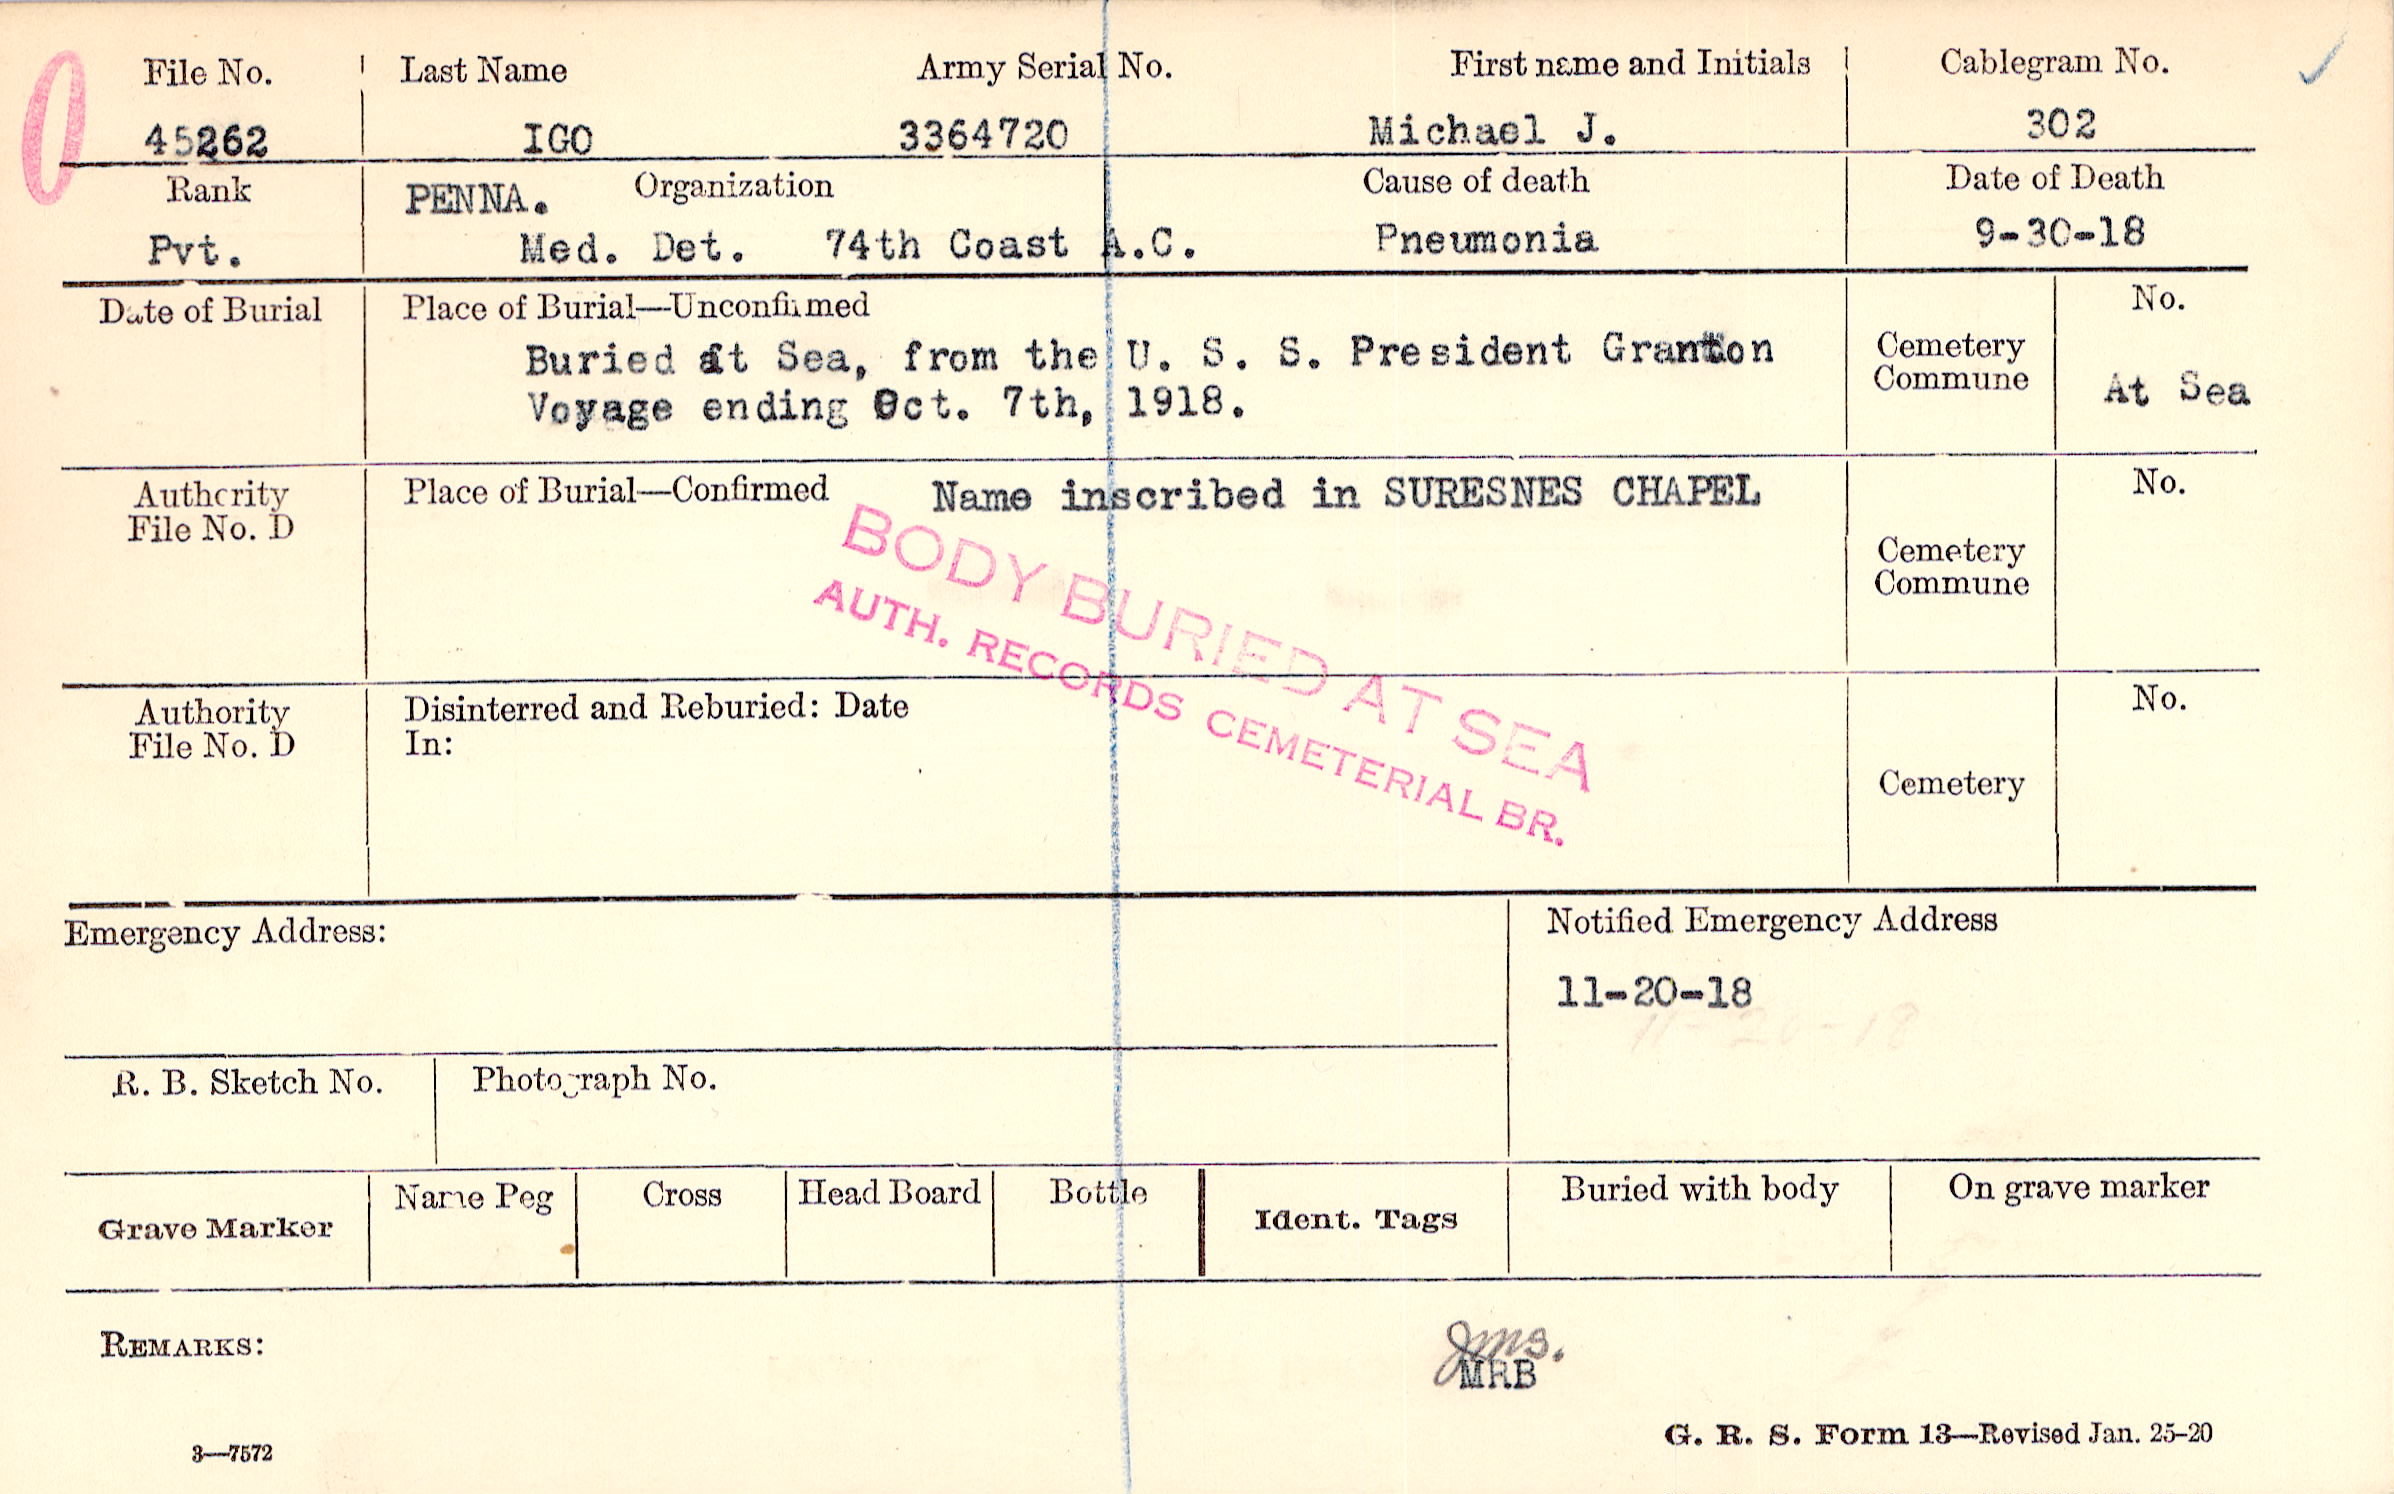 File No. Last Name Army Serial No. First name and Initials Cablegram No.
45262 IGO 3364720 Michael J. 302
Rank PENNA. Organization Cause of death Date of Death
Pvt. Med. Det. 74th Coast A.C. Pneumonia 9-30-18
Date of Burial Place of Burial—Unconfirmed No.
Buried at Sea, from the U. S. S. President Grant on Cemetery
Voyage ending Oct. 7th, 1918. Commune At Sea
Authority Place of Burial—Confirmed Name inscribed in SURESNES CHAPEL No.
File No. D
Cemetery
Commune
BODY BURIED AT SEA
AUTH. RECORDS CEMETERIAL BR.
Authority Disinterred and Reburied: Date No.
File No. D In:
Cemetery
Emergency Address: Notified Emergency Address
11-20-18
11-20-18
R. B. Sketch No. Photograph No.
Grave Marker Name Peg Cross Head Board Bottle Ident. Tags Buried with body On grave marker
REMARKS:
Jms.
MRB
3—7572 G. R. S. Form 13—Revised Jan. 25-20